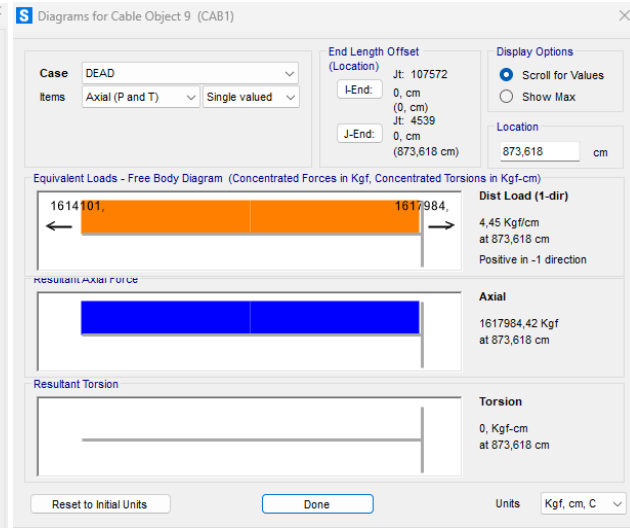 S Diagrams for Cable Object 9 (CAB1)
Case DEAD
Items Axial (P and T) Single valued
End Length Offset
(Location)
Jt: 107572
I-End: 0, cm
(0, cm)
Jt: 4539
J-End: 0, cm
(873,618 cm)
Display Options
Scroll for Values
Show Max
Location
873,618 cm
Equivalent Loads - Free Body Diagram (Concentrated Forces in Kgf, Concentrated Torsions in Kgf-cm)
1614101, 1617984,
Dist Load (1-dir)
4,45 Kgf/cm
at 873,618 cm
Positive in -1 direction
Resultant Axial Force
Axial
1617984,42 Kgf
at 873,618 cm
Resultant Torsion
Torsion
0, Kgf-cm
at 873,618 cm
Reset to Initial Units Done Units Kgf, cm, C